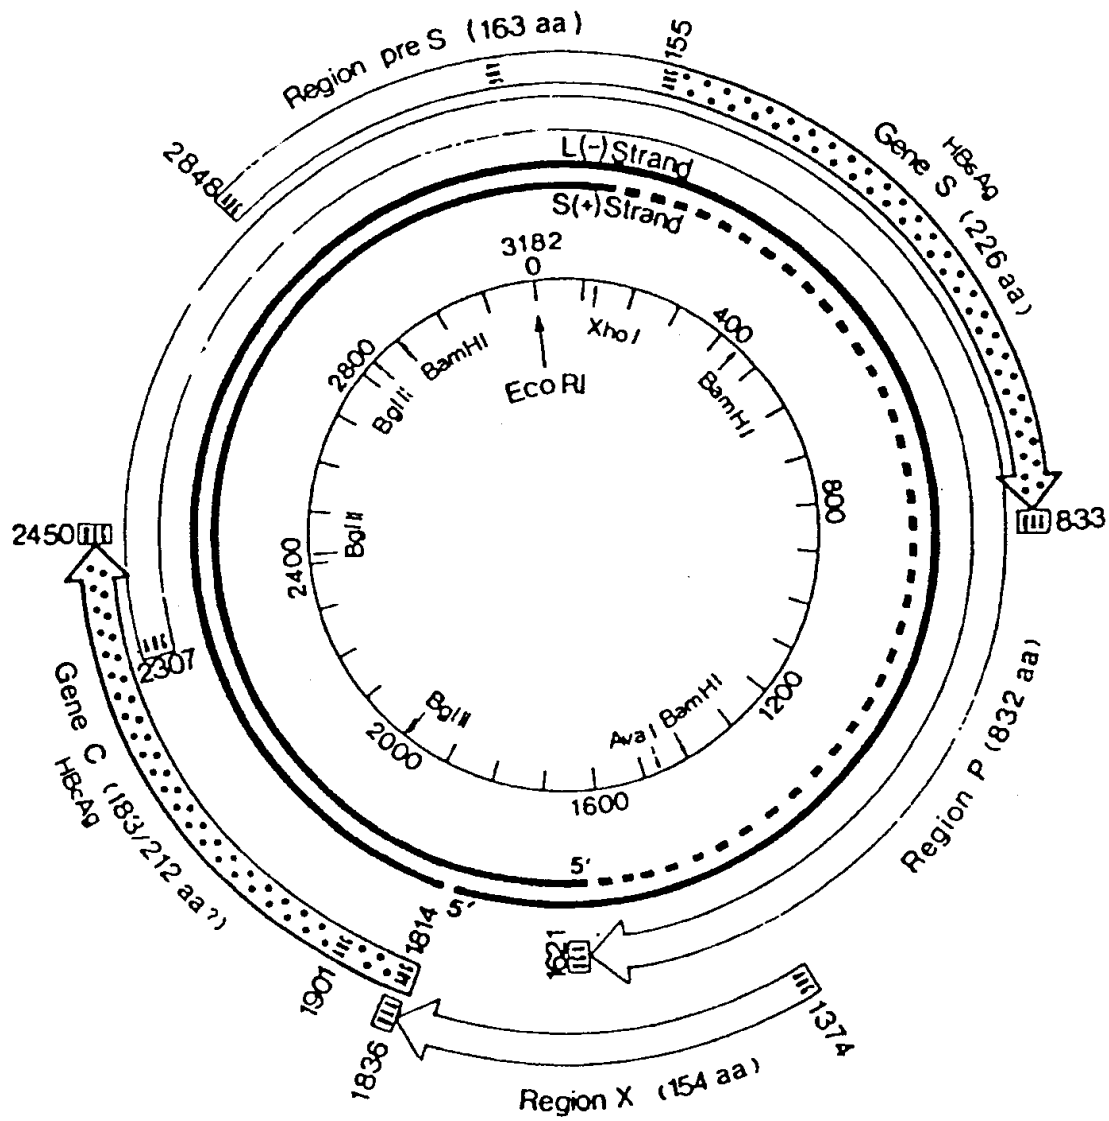 Region pre S (163 aa)
155
2848
Gene S (226 aa)
HBsAg
L(-)Strand
S(+)Strand
3182
0
XhoI
400
BamHI
2800
BamHI
BglII
EcoRI
800
833
2450
BglII
2400
2307
Gene C (183/212 aa?)
HBcAg
Region P (832 aa)
1200
BamHI
AvaI
BglII
2000
1600
5'
5'
1814
1621
1901
1836
1374
Region X (154 aa)